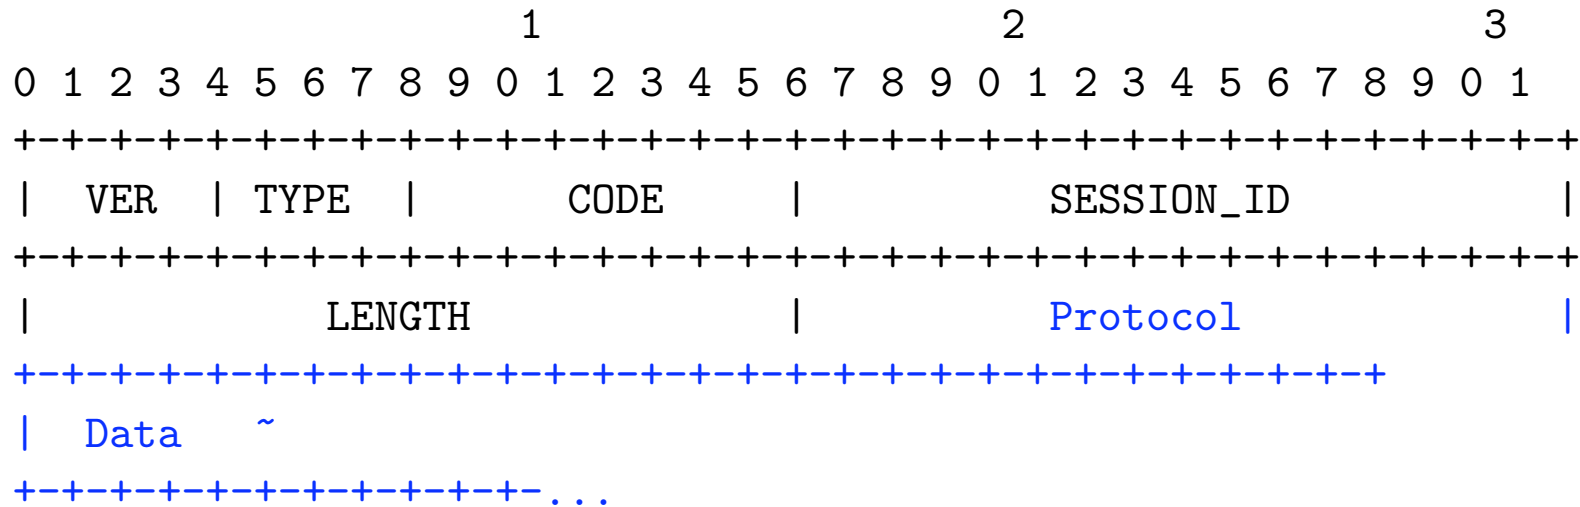 1 2 3
0 1 2 3 4 5 6 7 8 9 0 1 2 3 4 5 6 7 8 9 0 1 2 3 4 5 6 7 8 9 0 1
+-+-+-+-+-+-+-+-+-+-+-+-+-+-+-+-+-+-+-+-+-+-+-+-+-+-+-+-+-+-+-+-+
| VER | TYPE | CODE | SESSION_ID |
+-+-+-+-+-+-+-+-+-+-+-+-+-+-+-+-+-+-+-+-+-+-+-+-+-+-+-+-+-+-+-+-+
| LENGTH | Protocol |
+-+-+-+-+-+-+-+-+-+-+-+-+-+-+-+-+-+-+-+-+-+-+-+-+-+-+-+-+
| Data ~
+-+-+-+-+-+-+-+-+-+-+-...